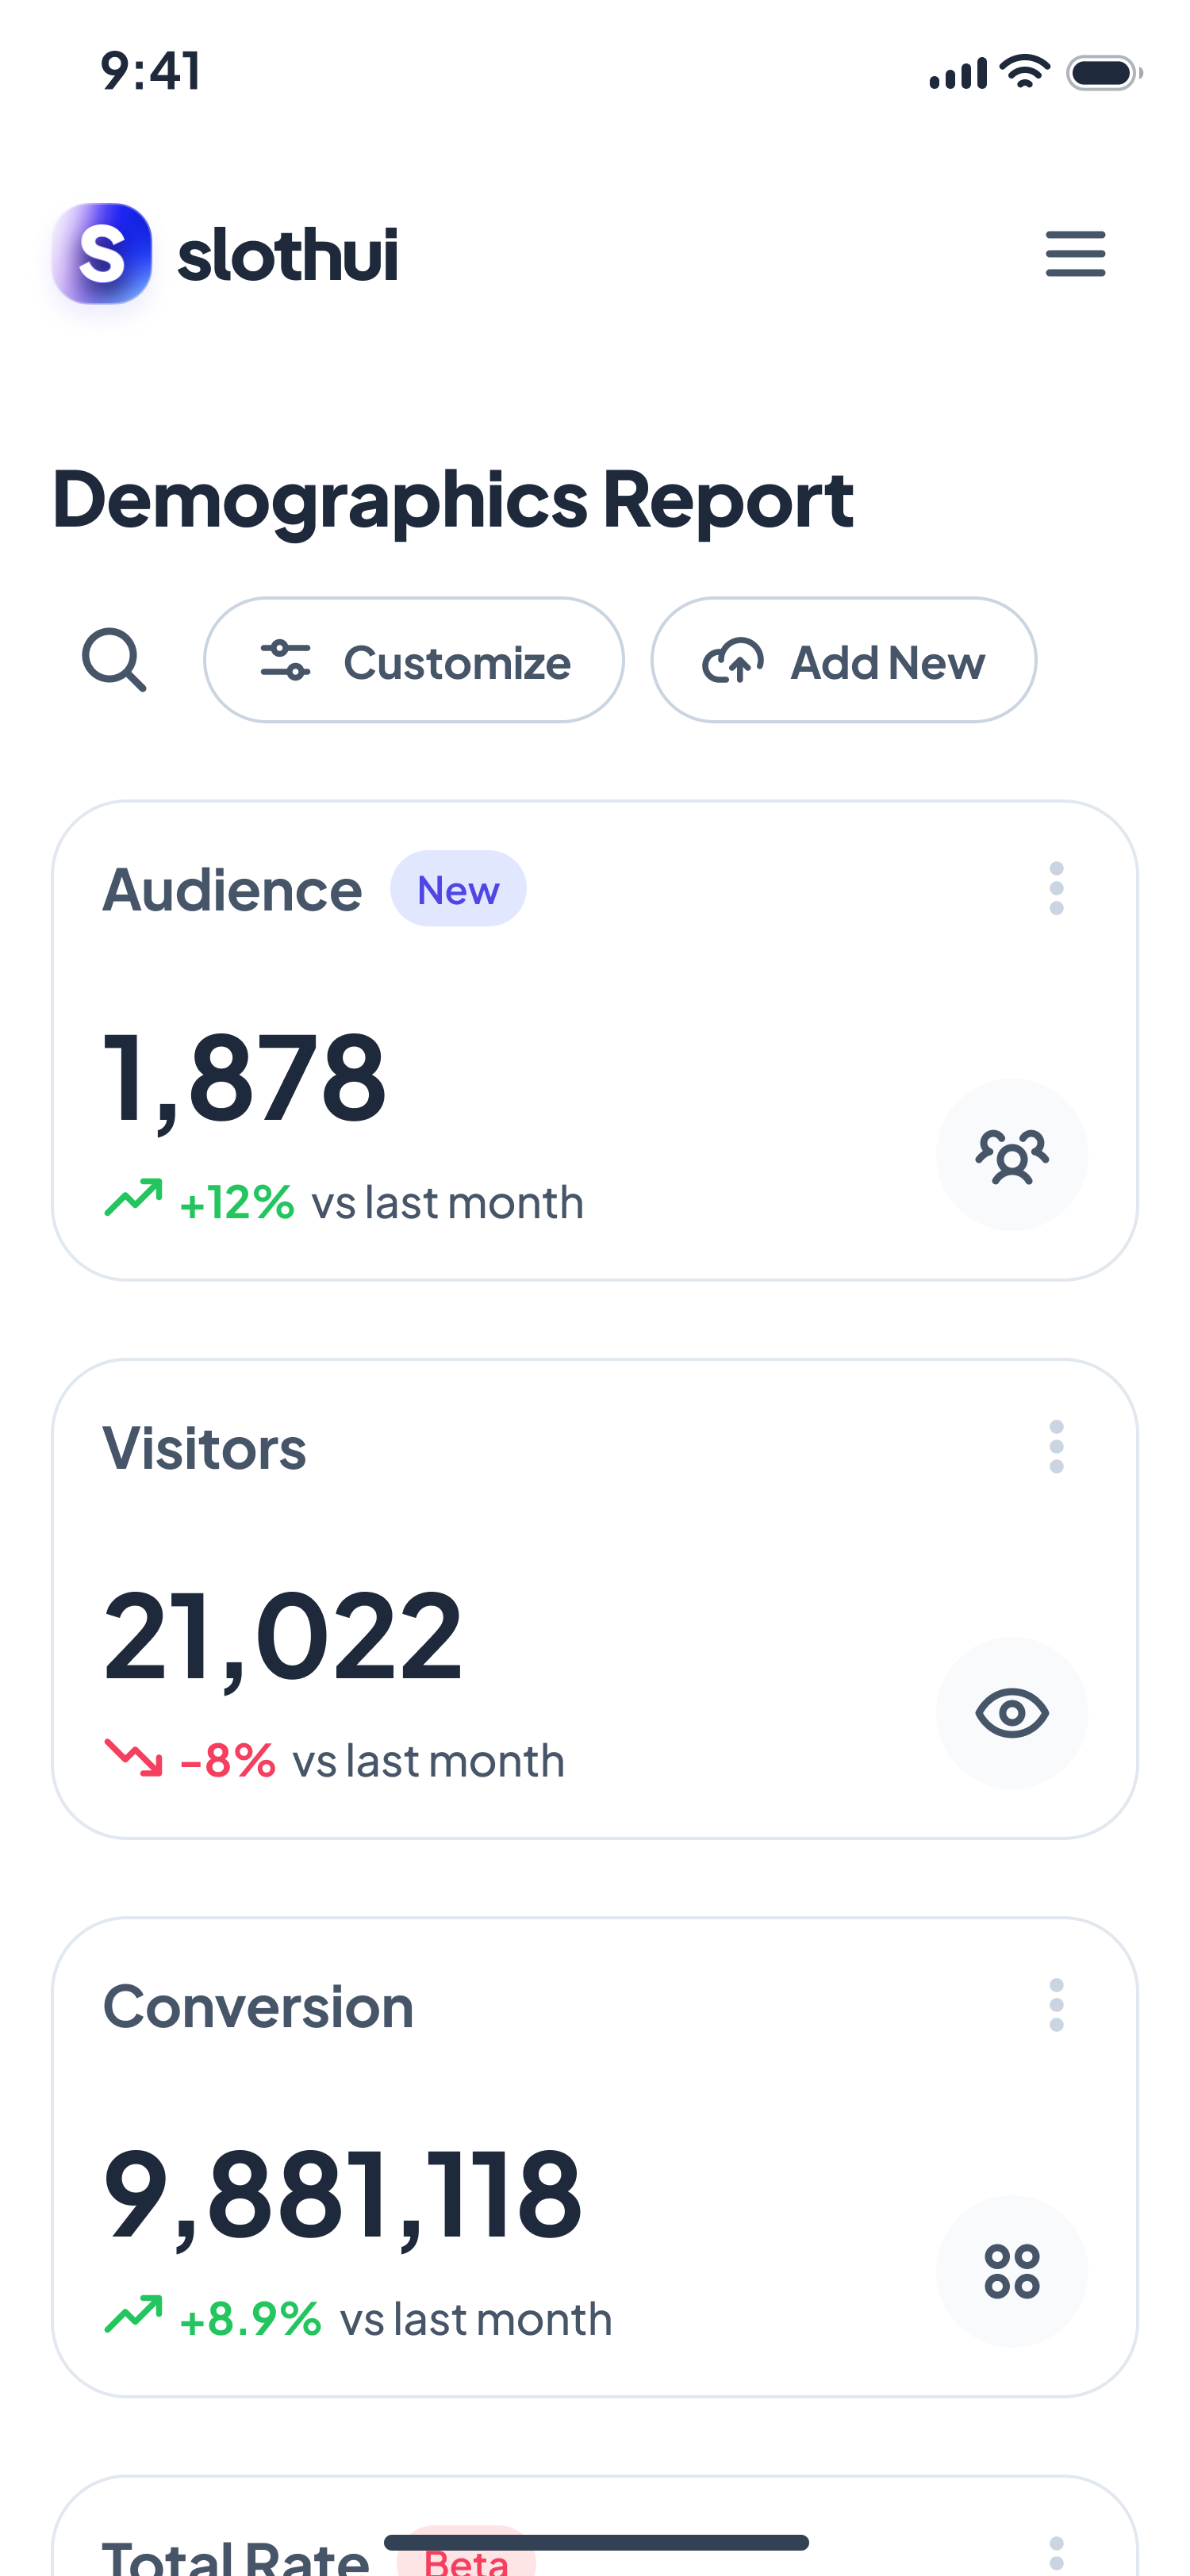 9:41
S slothui
Demographics Report
Customize Add New
Audience New
1,878
+12% vs last month
Visitors
21,022
-8% vs last month
Conversion
9,881,118
+8.9% vs last month
Total Rate Beta